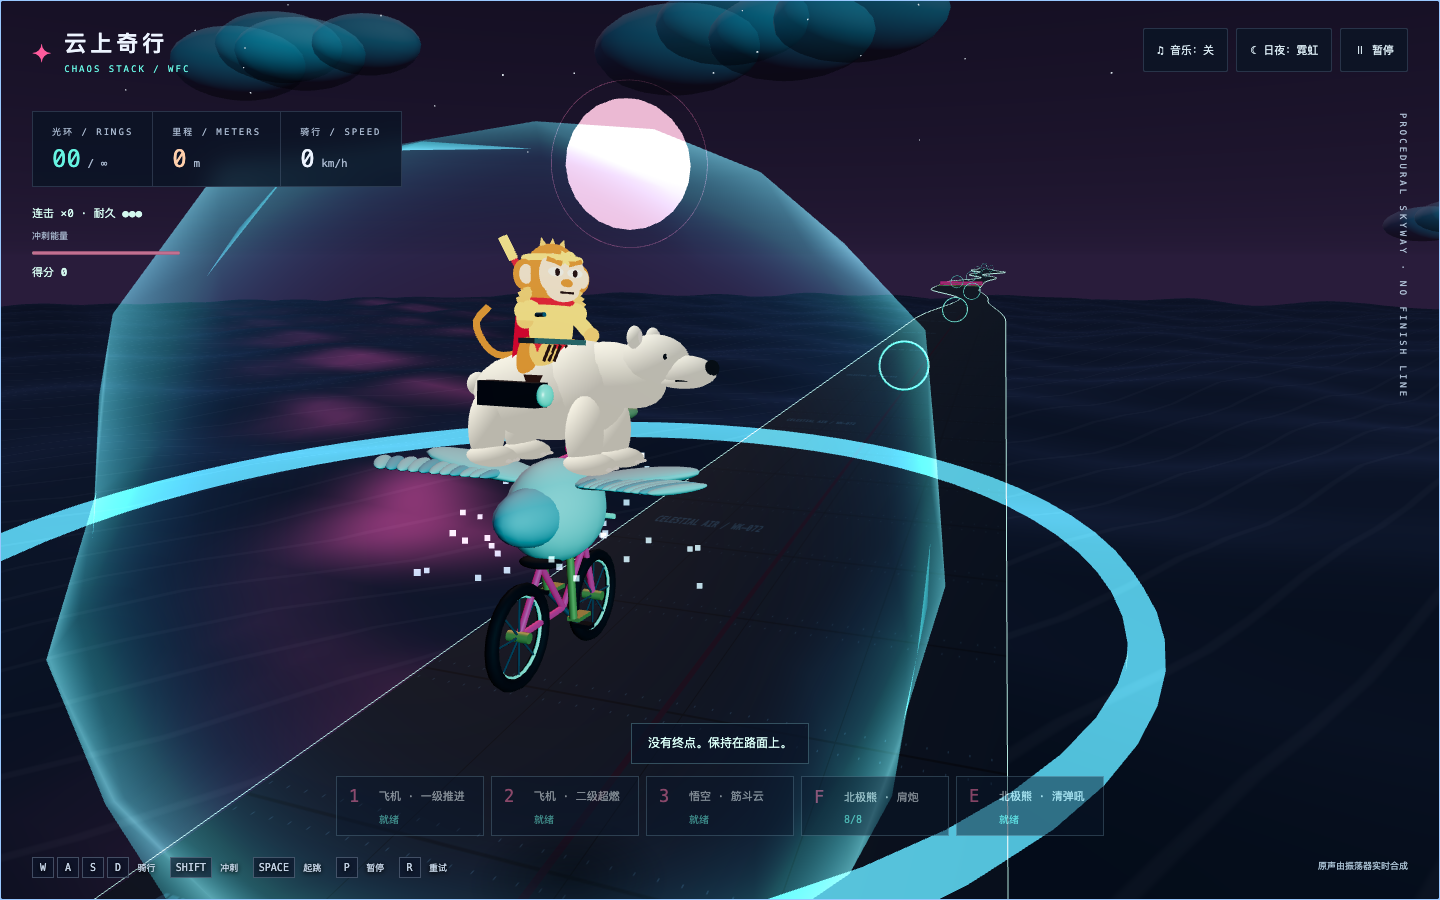 云上奇行
CHAOS STACK / WFC
♫ 音乐: 关
☾ 日夜: 霓虹
Ⅱ 暂停
光环 / RINGS
00 / ∞
里程 / METERS
0 m
骑行 / SPEED
0 km/h
连击 ×0 · 耐久 ●●●
冲刺能量
得分 0
PROCEDURAL SKYWAY · NO FINISH LINE
CELESTIAL AIR / WK-072
没有终点。保持在路面上。
1 飞机 · 一级推进
就绪
2 飞机 · 二级超燃
就绪
3 悟空 · 筋斗云
就绪
F 北极熊 · 肩炮
8/8
E 北极熊 · 清弹吼
就绪
W A S D 骑行 SHIFT 冲刺 SPACE 起跳 P 暂停 R 重试
原声由振荡器实时合成